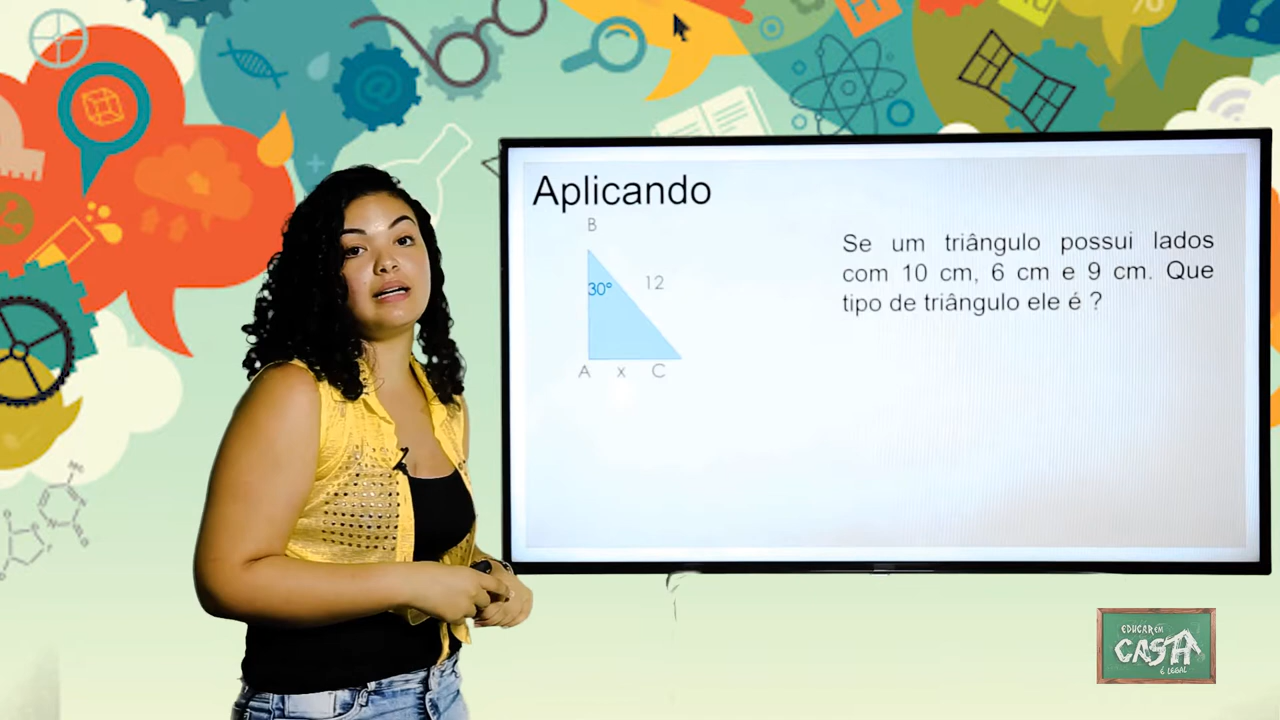 Aplicando
B
30º
12
A x C
Se um triângulo possui lados
com 10 cm, 6 cm e 9 cm. Que
tipo de triângulo ele é ?
EDUCAR EM
CASA
É LEGAL